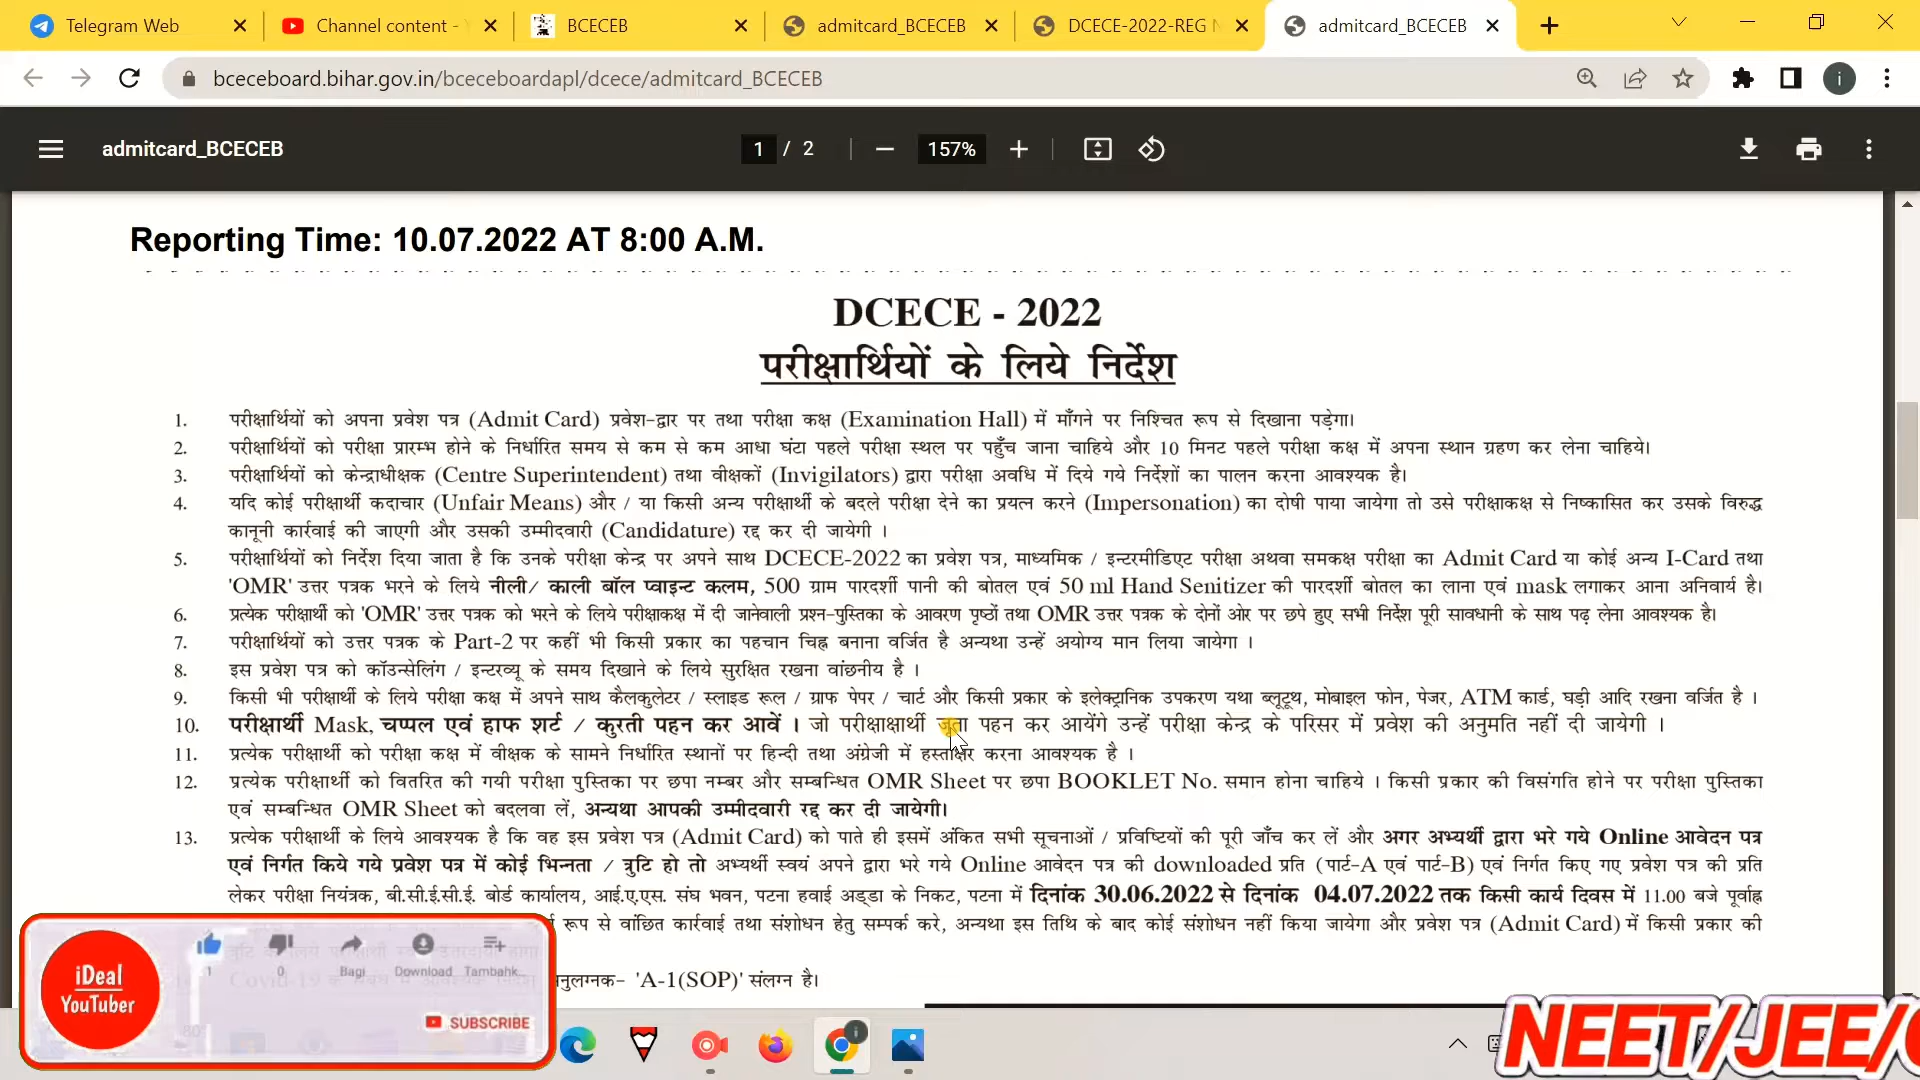 Telegram Web
Channel content -
BCECEB
admitcard_BCECEB
DCECE-2022-REG
admitcard_BCECEB
bceceboard.bihar.gov.in/bceceboardapl/dcece/admitcard_BCECEB
i
admitcard_BCECEB
1 / 2
157%
Reporting Time: 10.07.2022 AT 8:00 A.M.
DCECE - 2022
परीक्षार्थियों के लिये निर्देश
1. परीक्षार्थियों को अपना प्रवेश पत्र (Admit Card) प्रवेश-द्वार पर तथा परीक्षा कक्ष (Examination Hall) में माँगने पर निश्चित रूप से दिखाना पड़ेगा।
2. परीक्षार्थियों को परीक्षा प्रारम्भ होने के निर्धारित समय से कम से कम आधा घंटा पहले परीक्षा स्थल पर पहुँच जाना चाहिये और 10 मिनट पहले परीक्षा कक्ष में अपना स्थान ग्रहण कर लेना चाहिये।
3. परीक्षार्थियों को केन्द्राधीक्षक (Centre Superintendent) तथा वीक्षकों (Invigilators) द्वारा परीक्षा अवधि में दिये गये निर्देशों का पालन करना आवश्यक है।
4. यदि कोई परीक्षार्थी कदाचार (Unfair Means) और / या किसी अन्य परीक्षार्थी के बदले परीक्षा देने का प्रयत्न करने (Impersonation) का दोषी पाया जायेगा तो उसे परीक्षाकक्ष से निष्कासित कर उसके विरुद्ध
कानूनी कार्रवाई की जाएगी और उसकी उम्मीदवारी (Candidature) रद्द कर दी जायेगी ।
5. परीक्षार्थियों को निर्देश दिया जाता है कि उनके परीक्षा केन्द्र पर अपने साथ DCECE-2022 का प्रवेश पत्र, माध्यमिक / इन्टरमीडिएट परीक्षा अथवा समकक्ष परीक्षा का Admit Card या कोई अन्य I-Card तथा
'OMR' उत्तर पत्रक भरने के लिये नीली/ काली बॉल प्वाइन्ट कलम, 500 ग्राम पारदर्शी पानी की बोतल एवं 50 ml Hand Senitizer की पारदर्शी बोतल का लाना एवं mask लगाकर आना अनिवार्य है।
6. प्रत्येक परीक्षार्थी को 'OMR' उत्तर पत्रक को भरने के लिये परीक्षाकक्ष में दी जानेवाली प्रश्न-पुस्तिका के आवरण पृष्ठों तथा OMR उत्तर पत्रक के दोनों ओर पर छपे हुए सभी निर्देश पूरी सावधानी के साथ पढ़ लेना आवश्यक है।
7. परीक्षार्थियों को उत्तर पत्रक के Part-2 पर कहीं भी किसी प्रकार का पहचान चिह्न बनाना वर्जित है अन्यथा उन्हें अयोग्य मान लिया जायेगा ।
8. इस प्रवेश पत्र को कॉउन्सेलिंग / इन्टरव्यू के समय दिखाने के लिये सुरक्षित रखना वांछनीय है ।
9. किसी भी परीक्षार्थी के लिये परीक्षा कक्ष में अपने साथ कैलकुलेटर / स्लाइड रूल / ग्राफ पेपर / चार्ट और किसी प्रकार के इलेक्ट्रानिक उपकरण यथा ब्लूटूथ, मोबाइल फोन, पेजर, ATM कार्ड, घड़ी आदि रखना वर्जित है ।
10. परीक्षार्थी Mask, चप्पल एवं हाफ शर्ट / कुरती पहन कर आवें । जो परीक्षाक्षार्थी जूता पहन कर आयेंगे उन्हें परीक्षा केन्द्र के परिसर में प्रवेश की अनुमति नहीं दी जायेगी ।
11. प्रत्येक परीक्षार्थी को परीक्षा कक्ष में वीक्षक के सामने निर्धारित स्थानों पर हिन्दी तथा अंग्रेजी में हस्ताक्षर करना आवश्यक है ।
12. प्रत्येक परीक्षार्थी को वितरित की गयी परीक्षा पुस्तिका पर छपा नम्बर और सम्बन्धित OMR Sheet पर छपा BOOKLET No. समान होना चाहिये । किसी प्रकार की विसंगति होने पर परीक्षा पुस्तिका
एवं सम्बन्धित OMR Sheet को बदलवा लें, अन्यथा आपकी उम्मीदवारी रद्द कर दी जायेगी।
13. प्रत्येक परीक्षार्थी के लिये आवश्यक है कि वह इस प्रवेश पत्र (Admit Card) को पाते ही इसमें अंकित सभी सूचनाओं / प्रविष्टियों की पूरी जाँच कर लें और अगर अभ्यर्थी द्वारा भरे गये Online आवेदन पत्र
एवं निर्गत किये गये प्रवेश पत्र में कोई भिन्नता / त्रुटि हो तो अभ्यर्थी स्वयं अपने द्वारा भरे गये Online आवेदन पत्र की downloaded प्रति (पार्ट-A एवं पार्ट-B) एवं निर्गत किए गए प्रवेश पत्र की प्रति
लेकर परीक्षा नियंत्रक, बी.सी.ई.सी.ई. बोर्ड कार्यालय, आई.ए.एस. संघ भवन, पटना हवाई अड्डा के निकट, पटना में दिनांक 30.06.2022 से दिनांक 04.07.2022 तक किसी कार्य दिवस में 11.00 बजे पूर्वाह्न
रूप से वांछित कार्रवाई तथा संशोधन हेतु सम्पर्क करे, अन्यथा इस तिथि के बाद कोई संशोधन नहीं किया जायेगा और प्रवेश पत्र (Admit Card) में किसी प्रकार की
'A-1(SOP)' संलग्न है।
iDeal
YouTuber
1
0
Bagi
Download
Tambahk...
SUBSCRIBE
NEET/JEE/